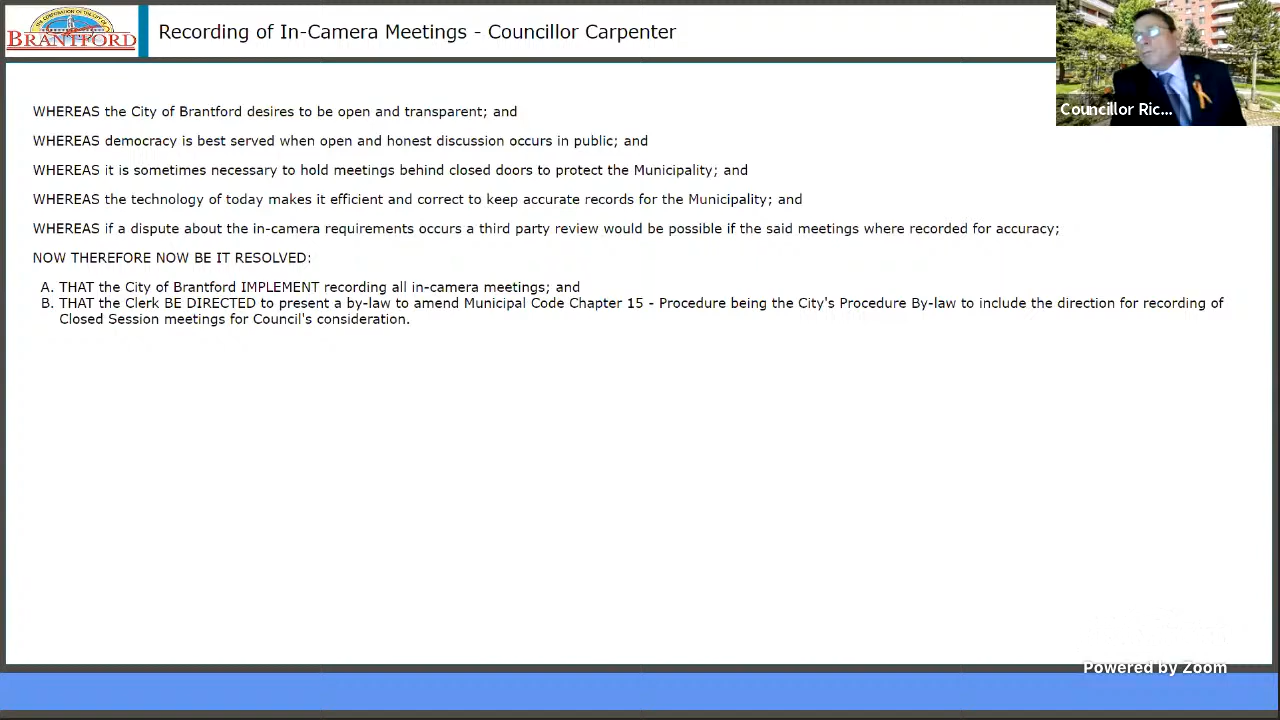 THE CORPORATION OF THE CITY OF
BRANTFORD
Recording of In-Camera Meetings - Councillor Carpenter
Councillor Ric...
WHEREAS the City of Brantford desires to be open and transparent; and
WHEREAS democracy is best served when open and honest discussion occurs in public; and
WHEREAS it is sometimes necessary to hold meetings behind closed doors to protect the Municipality; and
WHEREAS the technology of today makes it efficient and correct to keep accurate records for the Municipality; and
WHEREAS if a dispute about the in-camera requirements occurs a third party review would be possible if the said meetings where recorded for accuracy;
NOW THEREFORE NOW BE IT RESOLVED:
A. THAT the City of Brantford IMPLEMENT recording all in-camera meetings; and
B. THAT the Clerk BE DIRECTED to present a by-law to amend Municipal Code Chapter 15 - Procedure being the City's Procedure By-law to include the direction for recording of
Closed Session meetings for Council's consideration.
Powered by Zoom